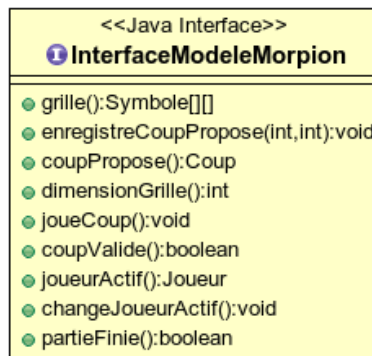 <<Java Interface>>
I InterfaceModeleMorpion
grille():Symbole[][]
enregistreCoupPropose(int,int):void
coupPropose():Coup
dimensionGrille():int
joueCoup():void
coupValide():boolean
joueurActif():Joueur
changeJoueurActif():void
partieFinie():boolean